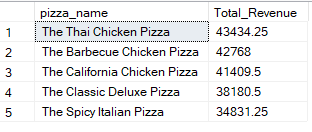 pizza_name Total_Revenue
1 The Thai Chicken Pizza 43434.25
2 The Barbecue Chicken Pizza 42768
3 The California Chicken Pizza 41409.5
4 The Classic Deluxe Pizza 38180.5
5 The Spicy Italian Pizza 34831.25